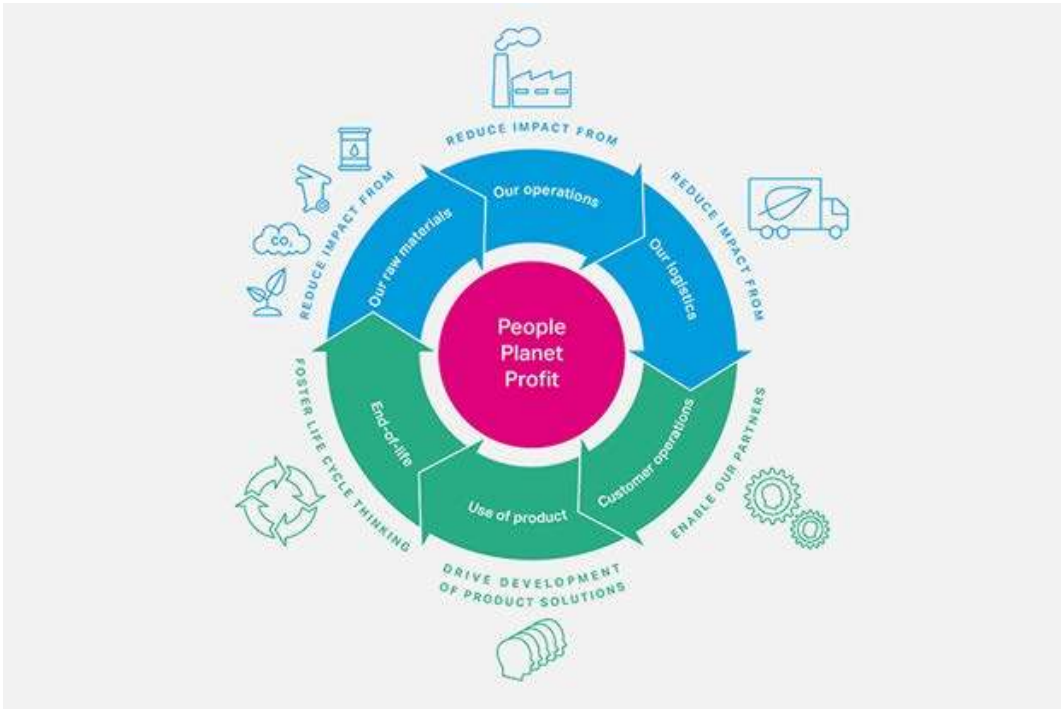 REDUCE IMPACT FROM
Our operations
REDUCE IMPACT FROM
Our logistics
ENABLE OUR PARTNERS
Customer operations
DRIVE DEVELOPMENT
OF PRODUCT SOLUTIONS
Use of product
FOSTER LIFE CYCLE THINKING
End-of-life
REDUCE IMPACT FROM
Our raw materials
CO₂
People
Planet
Profit